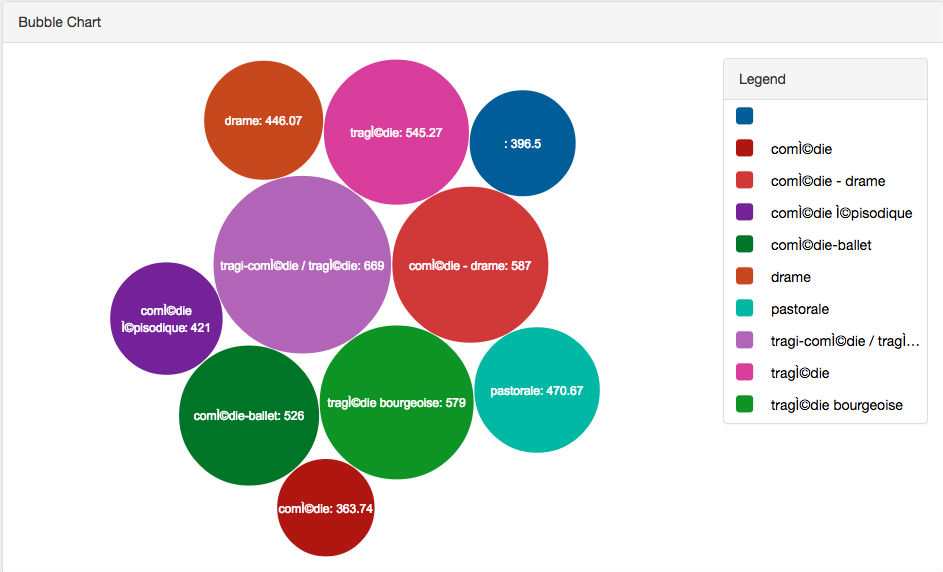 Bubble Chart
drame: 446.07
tragÌ©die: 545.27
: 396.5
tragi-comÌ©die / tragÌ©die: 669
comÌ©die - drame: 587
comÌ©die
Ì©pisodique: 421
comÌ©die-ballet: 526
tragÌ©die bourgeoise: 579
pastorale: 470.67
comÌ©die: 363.74
Legend
comÌ©die
comÌ©die - drame
comÌ©die Ì©pisodique
comÌ©die-ballet
drame
pastorale
tragi-comÌ©die / tragÌ...
tragÌ©die
tragÌ©die bourgeoise